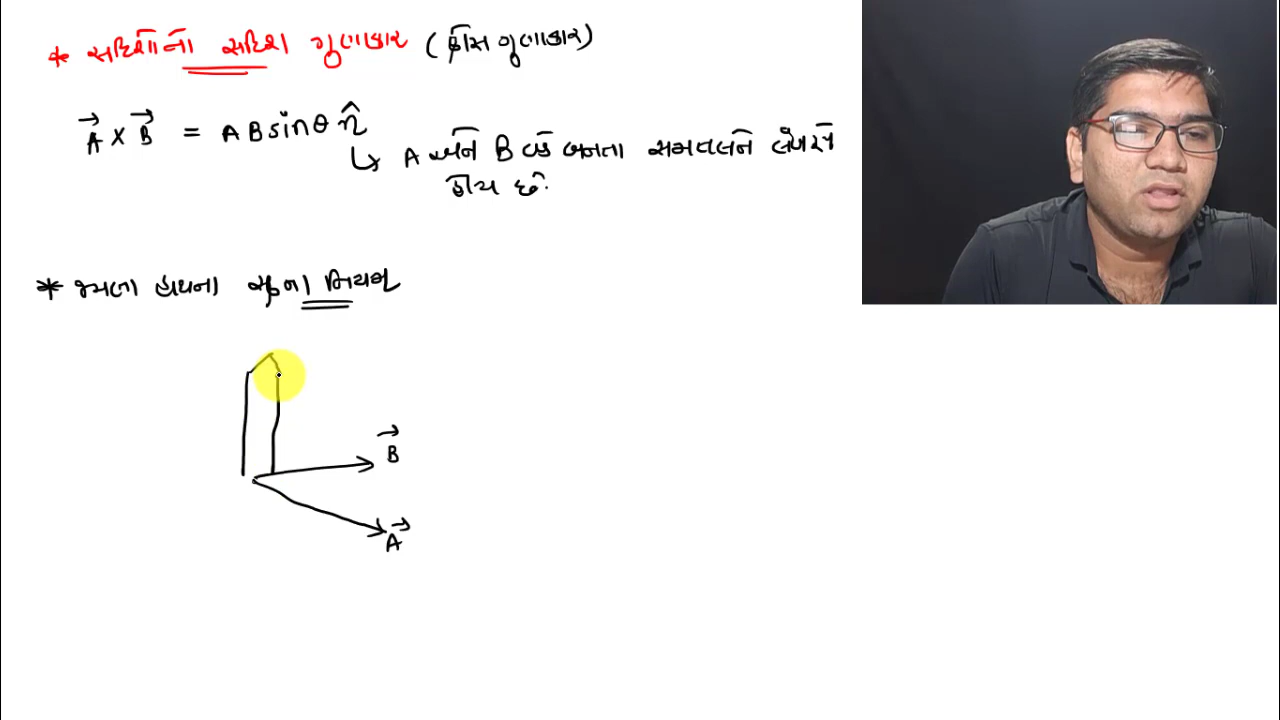 * સદિશોનો સદિશ ગુણાકાર (ક્રોસ ગુણાકાર)
A⃗ × B⃗ = AB sinθ n̂
↳ A અને B વડે બનતા સમતલને લંબરૂપે
હોય છે.
* જમણા હાથના સ્ક્રૂનો નિયમ
B⃗
A⃗